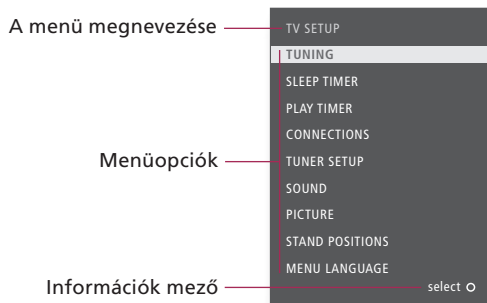 A menü megnevezése
TV SETUP
TUNING
SLEEP TIMER
PLAY TIMER
CONNECTIONS
Menüopciók
TUNER SETUP
SOUND
PICTURE
STAND POSITIONS
MENU LANGUAGE
Információk mező
select